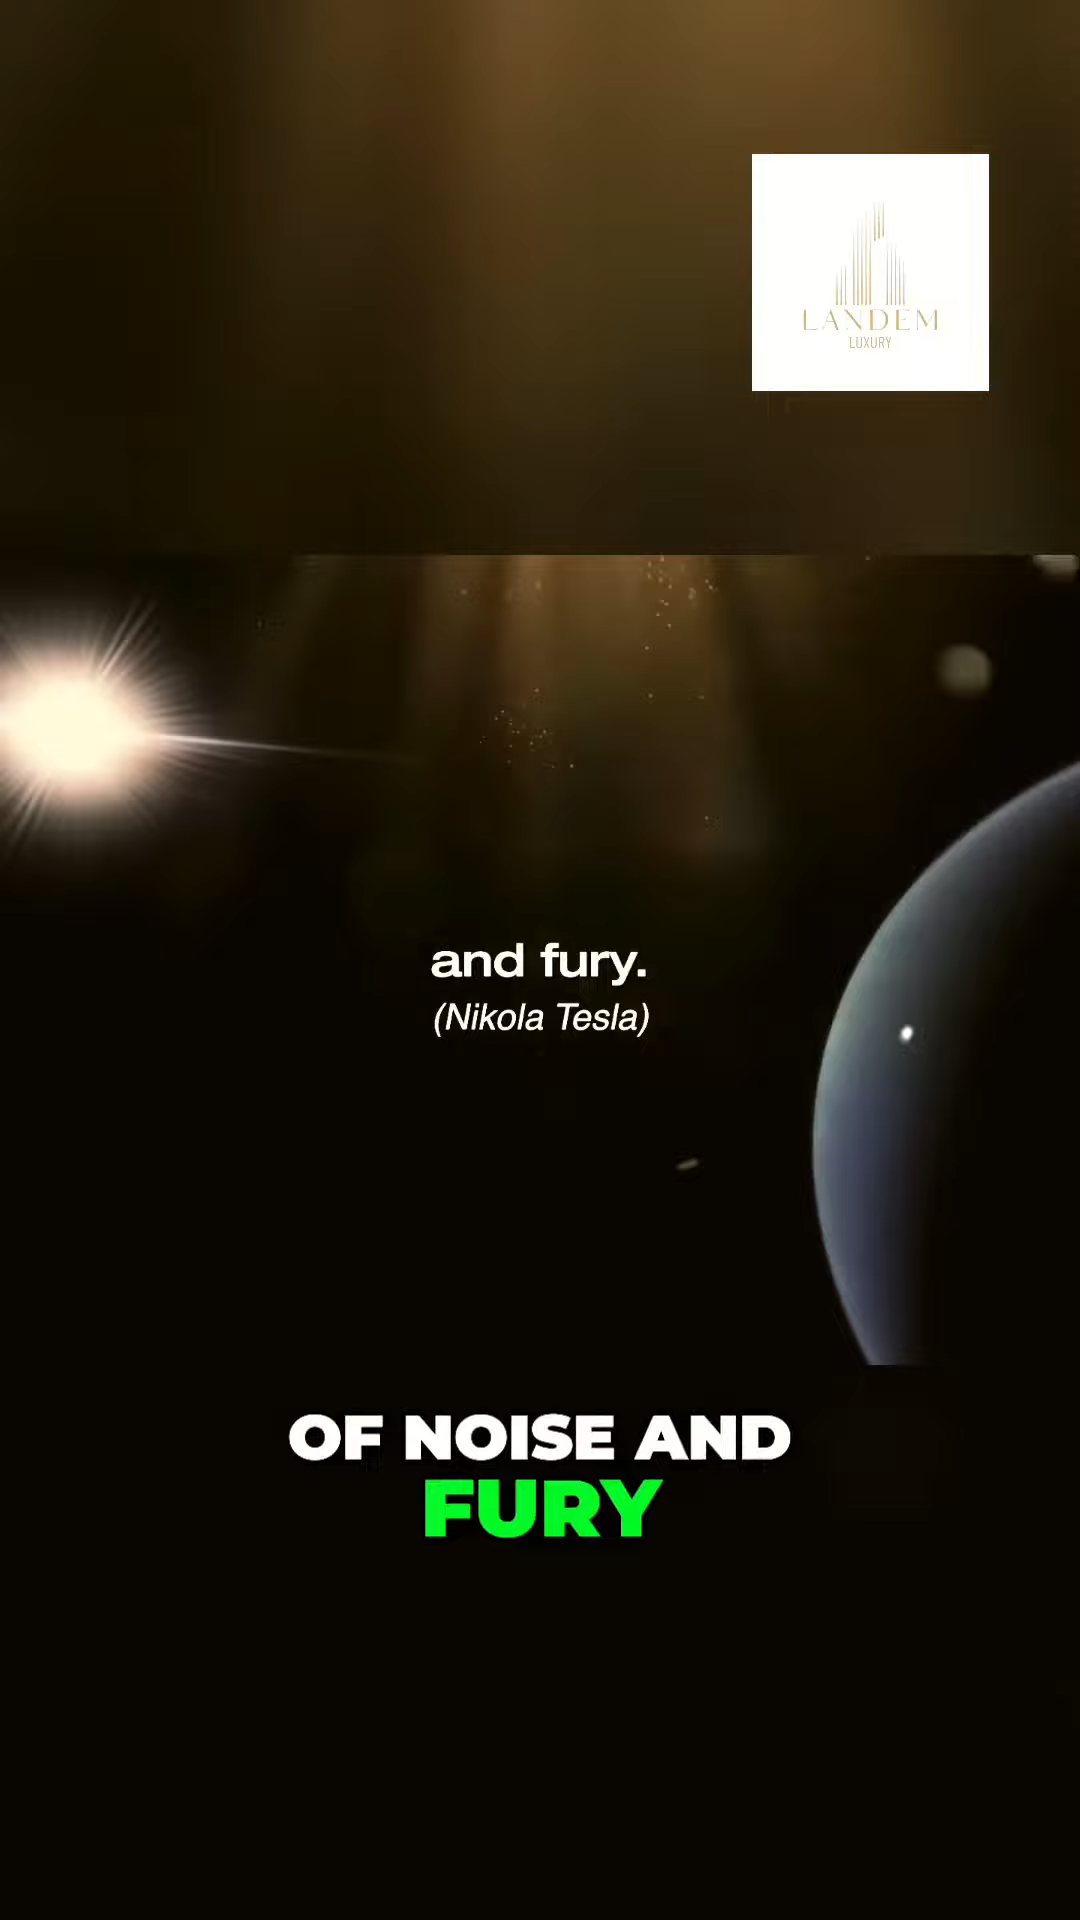 LANDEM
LUXURY
and fury.
(Nikola Tesla)
OF NOISE AND
FURY